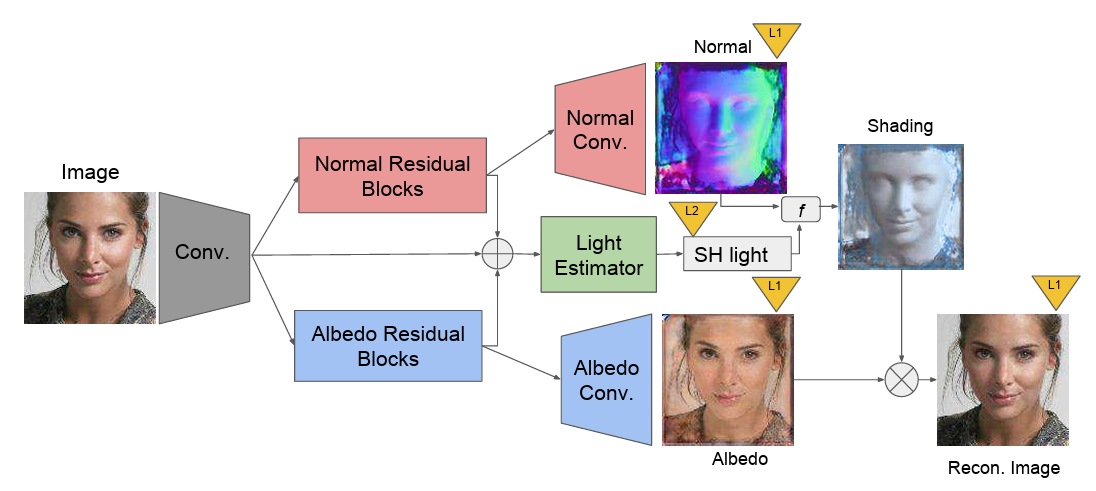 Image
Conv.
Normal Residual
Blocks
Albedo Residual
Blocks
Normal
Conv.
Light
Estimator
Albedo
Conv.
Normal
L1
L2
SH light
f
Shading
L1
Albedo
L1
Recon. Image